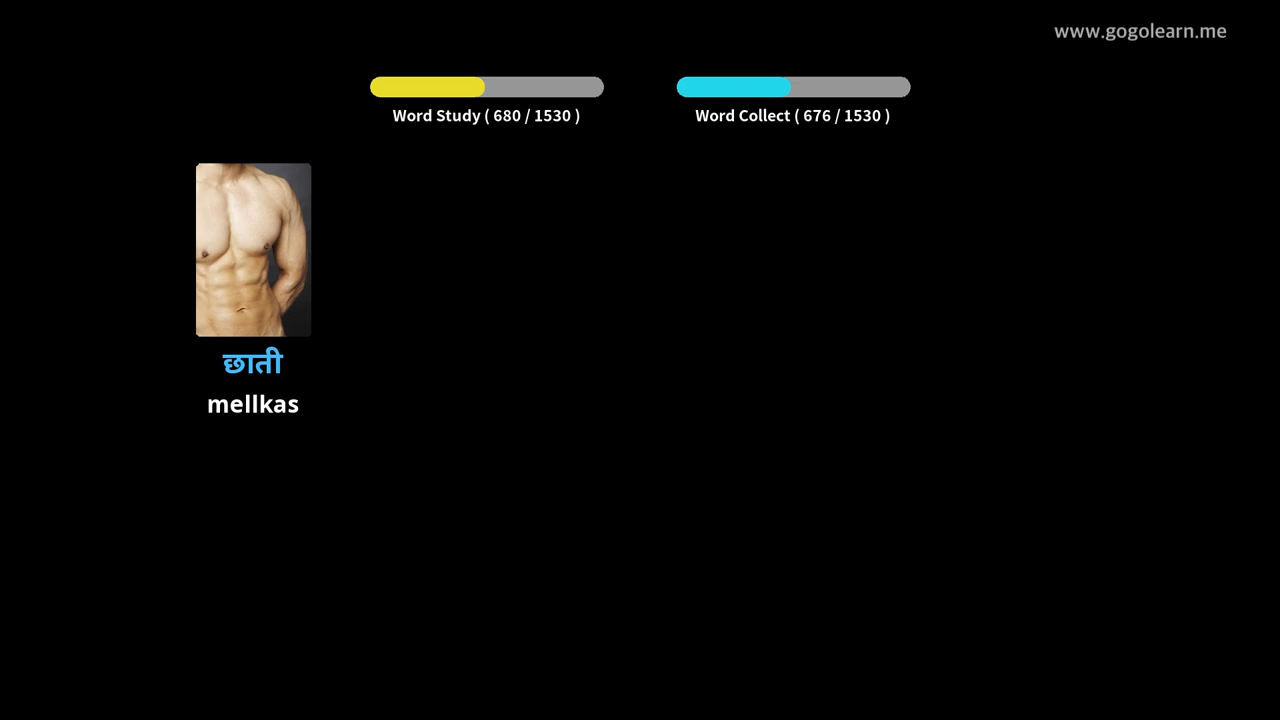 www.gogolearn.me
Word Study ( 680 / 1530 )
Word Collect ( 676 / 1530 )
छाती
mellkas